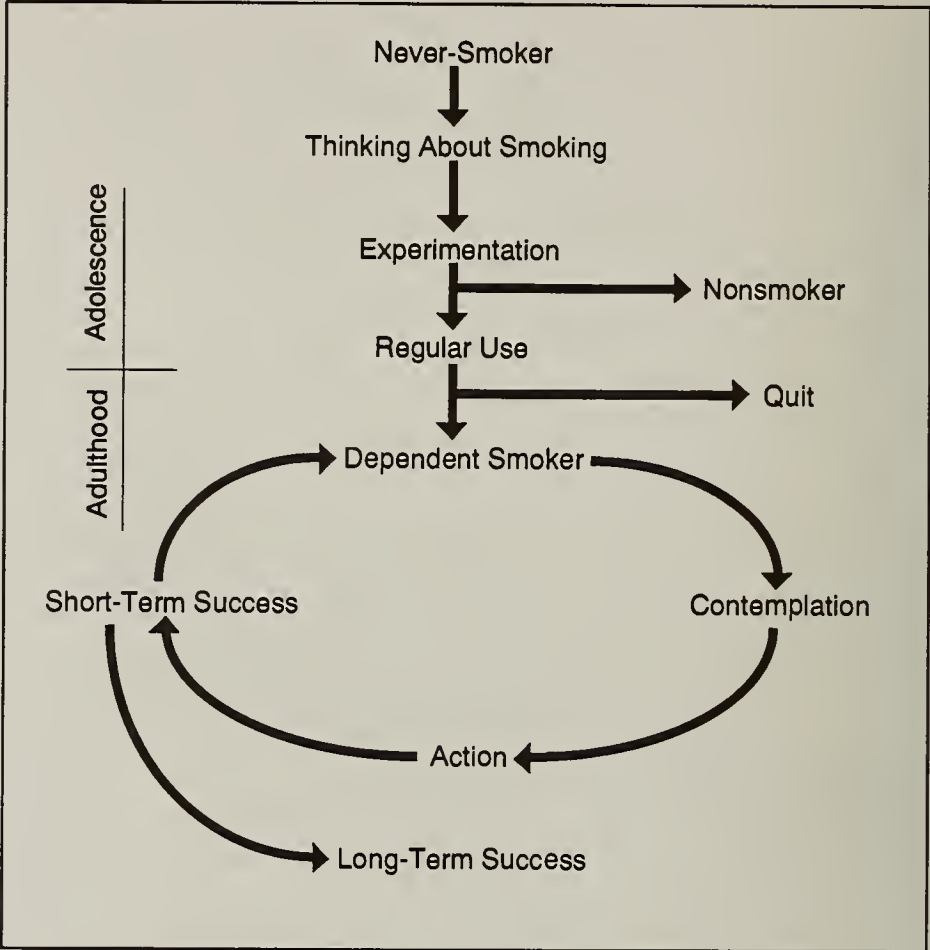 Never-Smoker
Thinking About Smoking
Adolescence
Experimentation
Nonsmoker
Regular Use
Quit
Adulthood
Dependent Smoker
Short-Term Success
Contemplation
Action
Long-Term Success